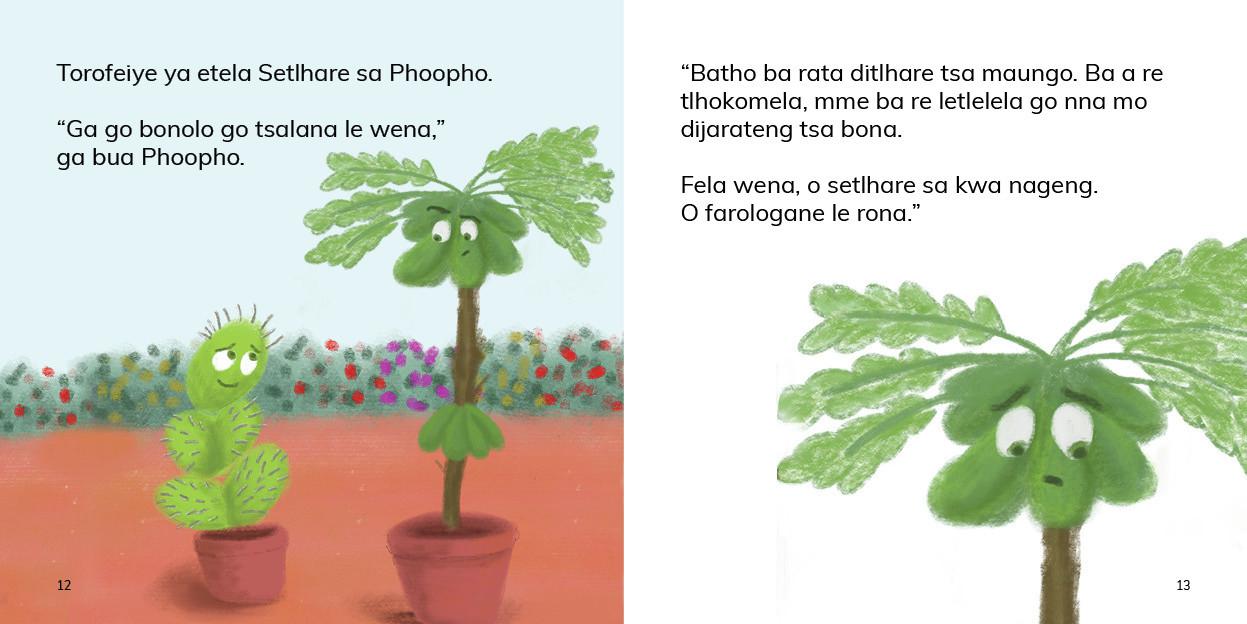 Torofeiye ya etela Setlhare sa Phoopho.
“Ga go bonolo go tsalana le wena,”
ga bua Phoopho.
12
“Batho ba rata ditlhare tsa maungo. Ba a re
tlhokomela, mme ba re letlelela go nna mo
dijarateng tsa bona.
Fela wena, o setlhare sa kwa nageng.
O farologane le rona.”
13